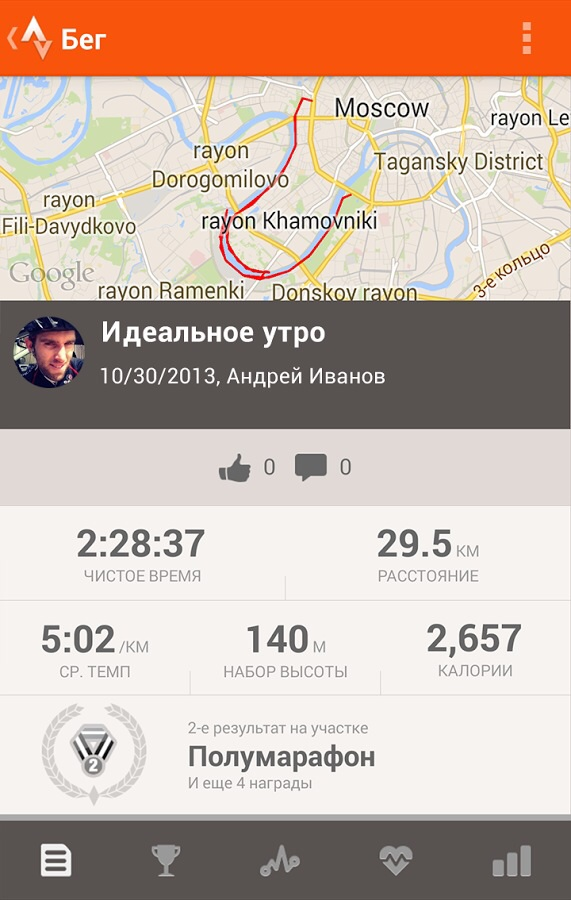 Бег
Moscow
rayon Le
rayon
Dorogomilovo
Tagansky District
rayon
Fili-Davydkovo
rayon Khamovniki
Google
3-е кольцо
rayon Ramenki
Donskoy rayon
Идеальное утро
10/30/2013, Андрей Иванов
0 0
2:28:37 29.5 КМ
ЧИСТОЕ ВРЕМЯ РАССТОЯНИЕ
5:02 /КМ 140 М 2,657
СР. ТЕМП НАБОР ВЫСОТЫ КАЛОРИИ
2-е результат на участке
2 Полумарафон
И еще 4 награды